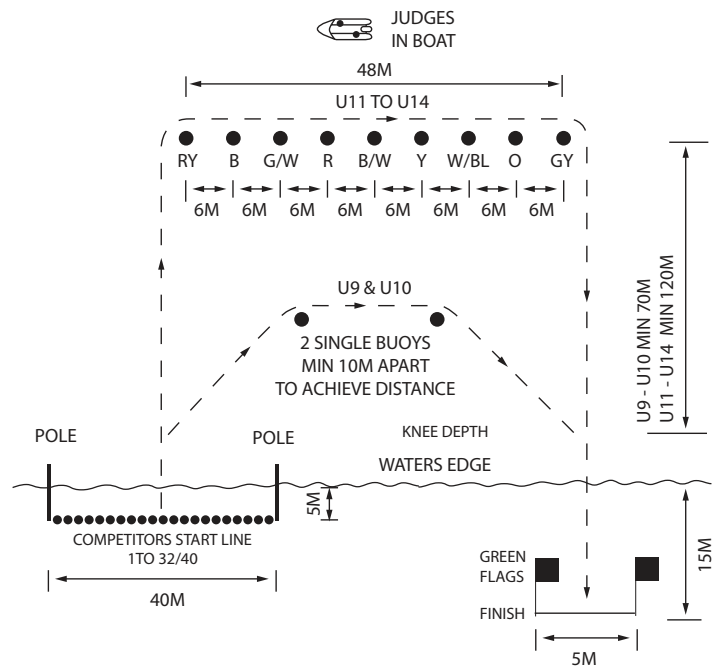 JUDGES
IN BOAT
48M
U11 TO U14
RY B G/W R B/W Y W/BL O GY
6M 6M 6M 6M 6M 6M 6M 6M
U9 & U10
2 SINGLE BUOYS
MIN 10M APART
TO ACHIEVE DISTANCE
U9 - U10 MIN 70M
U11 - U14 MIN 120M
POLE
POLE
KNEE DEPTH
WATERS EDGE
5M
COMPETITORS START LINE
1TO 32/40
40M
GREEN
FLAGS
FINISH
5M
15M